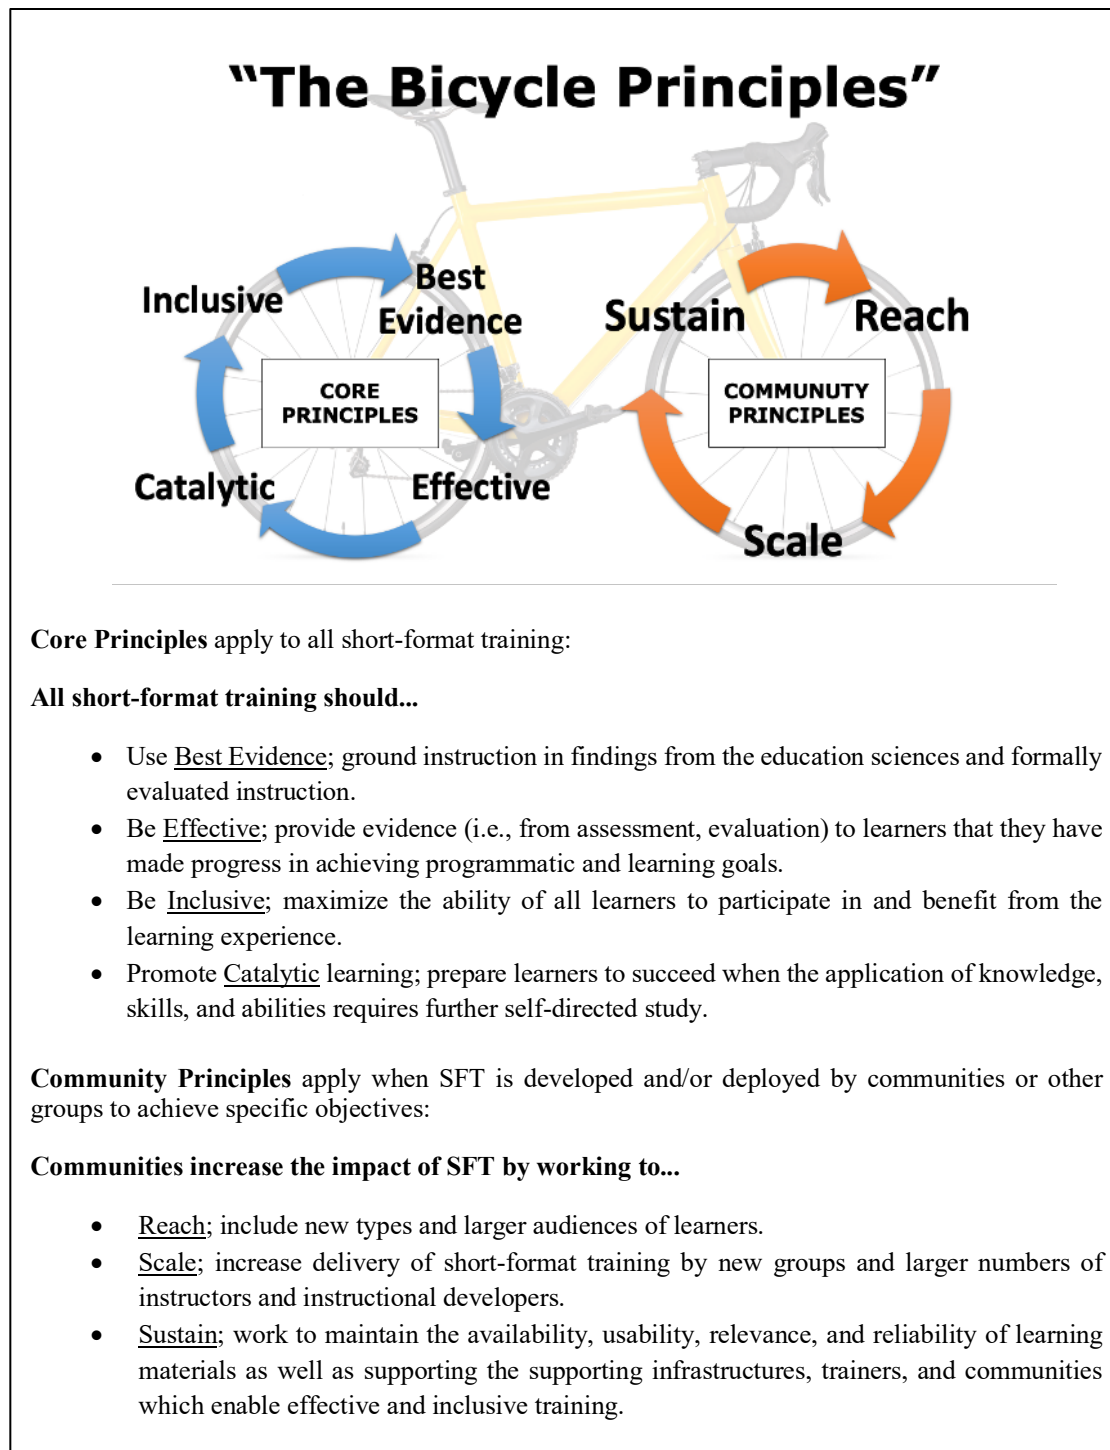 “The Bicycle Principles”
Inclusive
Best
Evidence
CORE
PRINCIPLES
Catalytic
Effective
Sustain
Reach
COMMUNUTY
PRINCIPLES
Scale
Core Principles apply to all short-format training:
All short-format training should...
• Use Best Evidence; ground instruction in findings from the education sciences and formally
evaluated instruction.
• Be Effective; provide evidence (i.e., from assessment, evaluation) to learners that they have
made progress in achieving programmatic and learning goals.
• Be Inclusive; maximize the ability of all learners to participate in and benefit from the
learning experience.
• Promote Catalytic learning; prepare learners to succeed when the application of knowledge,
skills, and abilities requires further self-directed study.
Community Principles apply when SFT is developed and/or deployed by communities or other
groups to achieve specific objectives:
Communities increase the impact of SFT by working to...
• Reach; include new types and larger audiences of learners.
• Scale; increase delivery of short-format training by new groups and larger numbers of
instructors and instructional developers.
• Sustain; work to maintain the availability, usability, relevance, and reliability of learning
materials as well as supporting the supporting infrastructures, trainers, and communities
which enable effective and inclusive training.